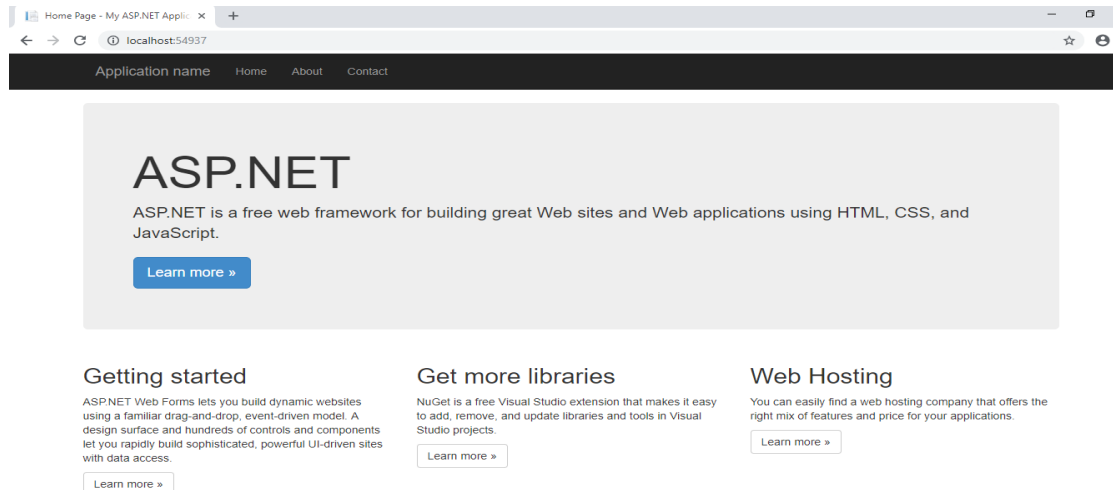 Home Page - My ASP.NET Applic
localhost:54937
Application name Home About Contact
ASP.NET
ASP.NET is a free web framework for building great Web sites and Web applications using HTML, CSS, and
JavaScript.
Learn more »
Getting started
ASP.NET Web Forms lets you build dynamic websites
using a familiar drag-and-drop, event-driven model. A
design surface and hundreds of controls and components
let you rapidly build sophisticated, powerful UI-driven sites
with data access.
Learn more »
Get more libraries
NuGet is a free Visual Studio extension that makes it easy
to add, remove, and update libraries and tools in Visual
Studio projects.
Learn more »
Web Hosting
You can easily find a web hosting company that offers the
right mix of features and price for your applications.
Learn more »